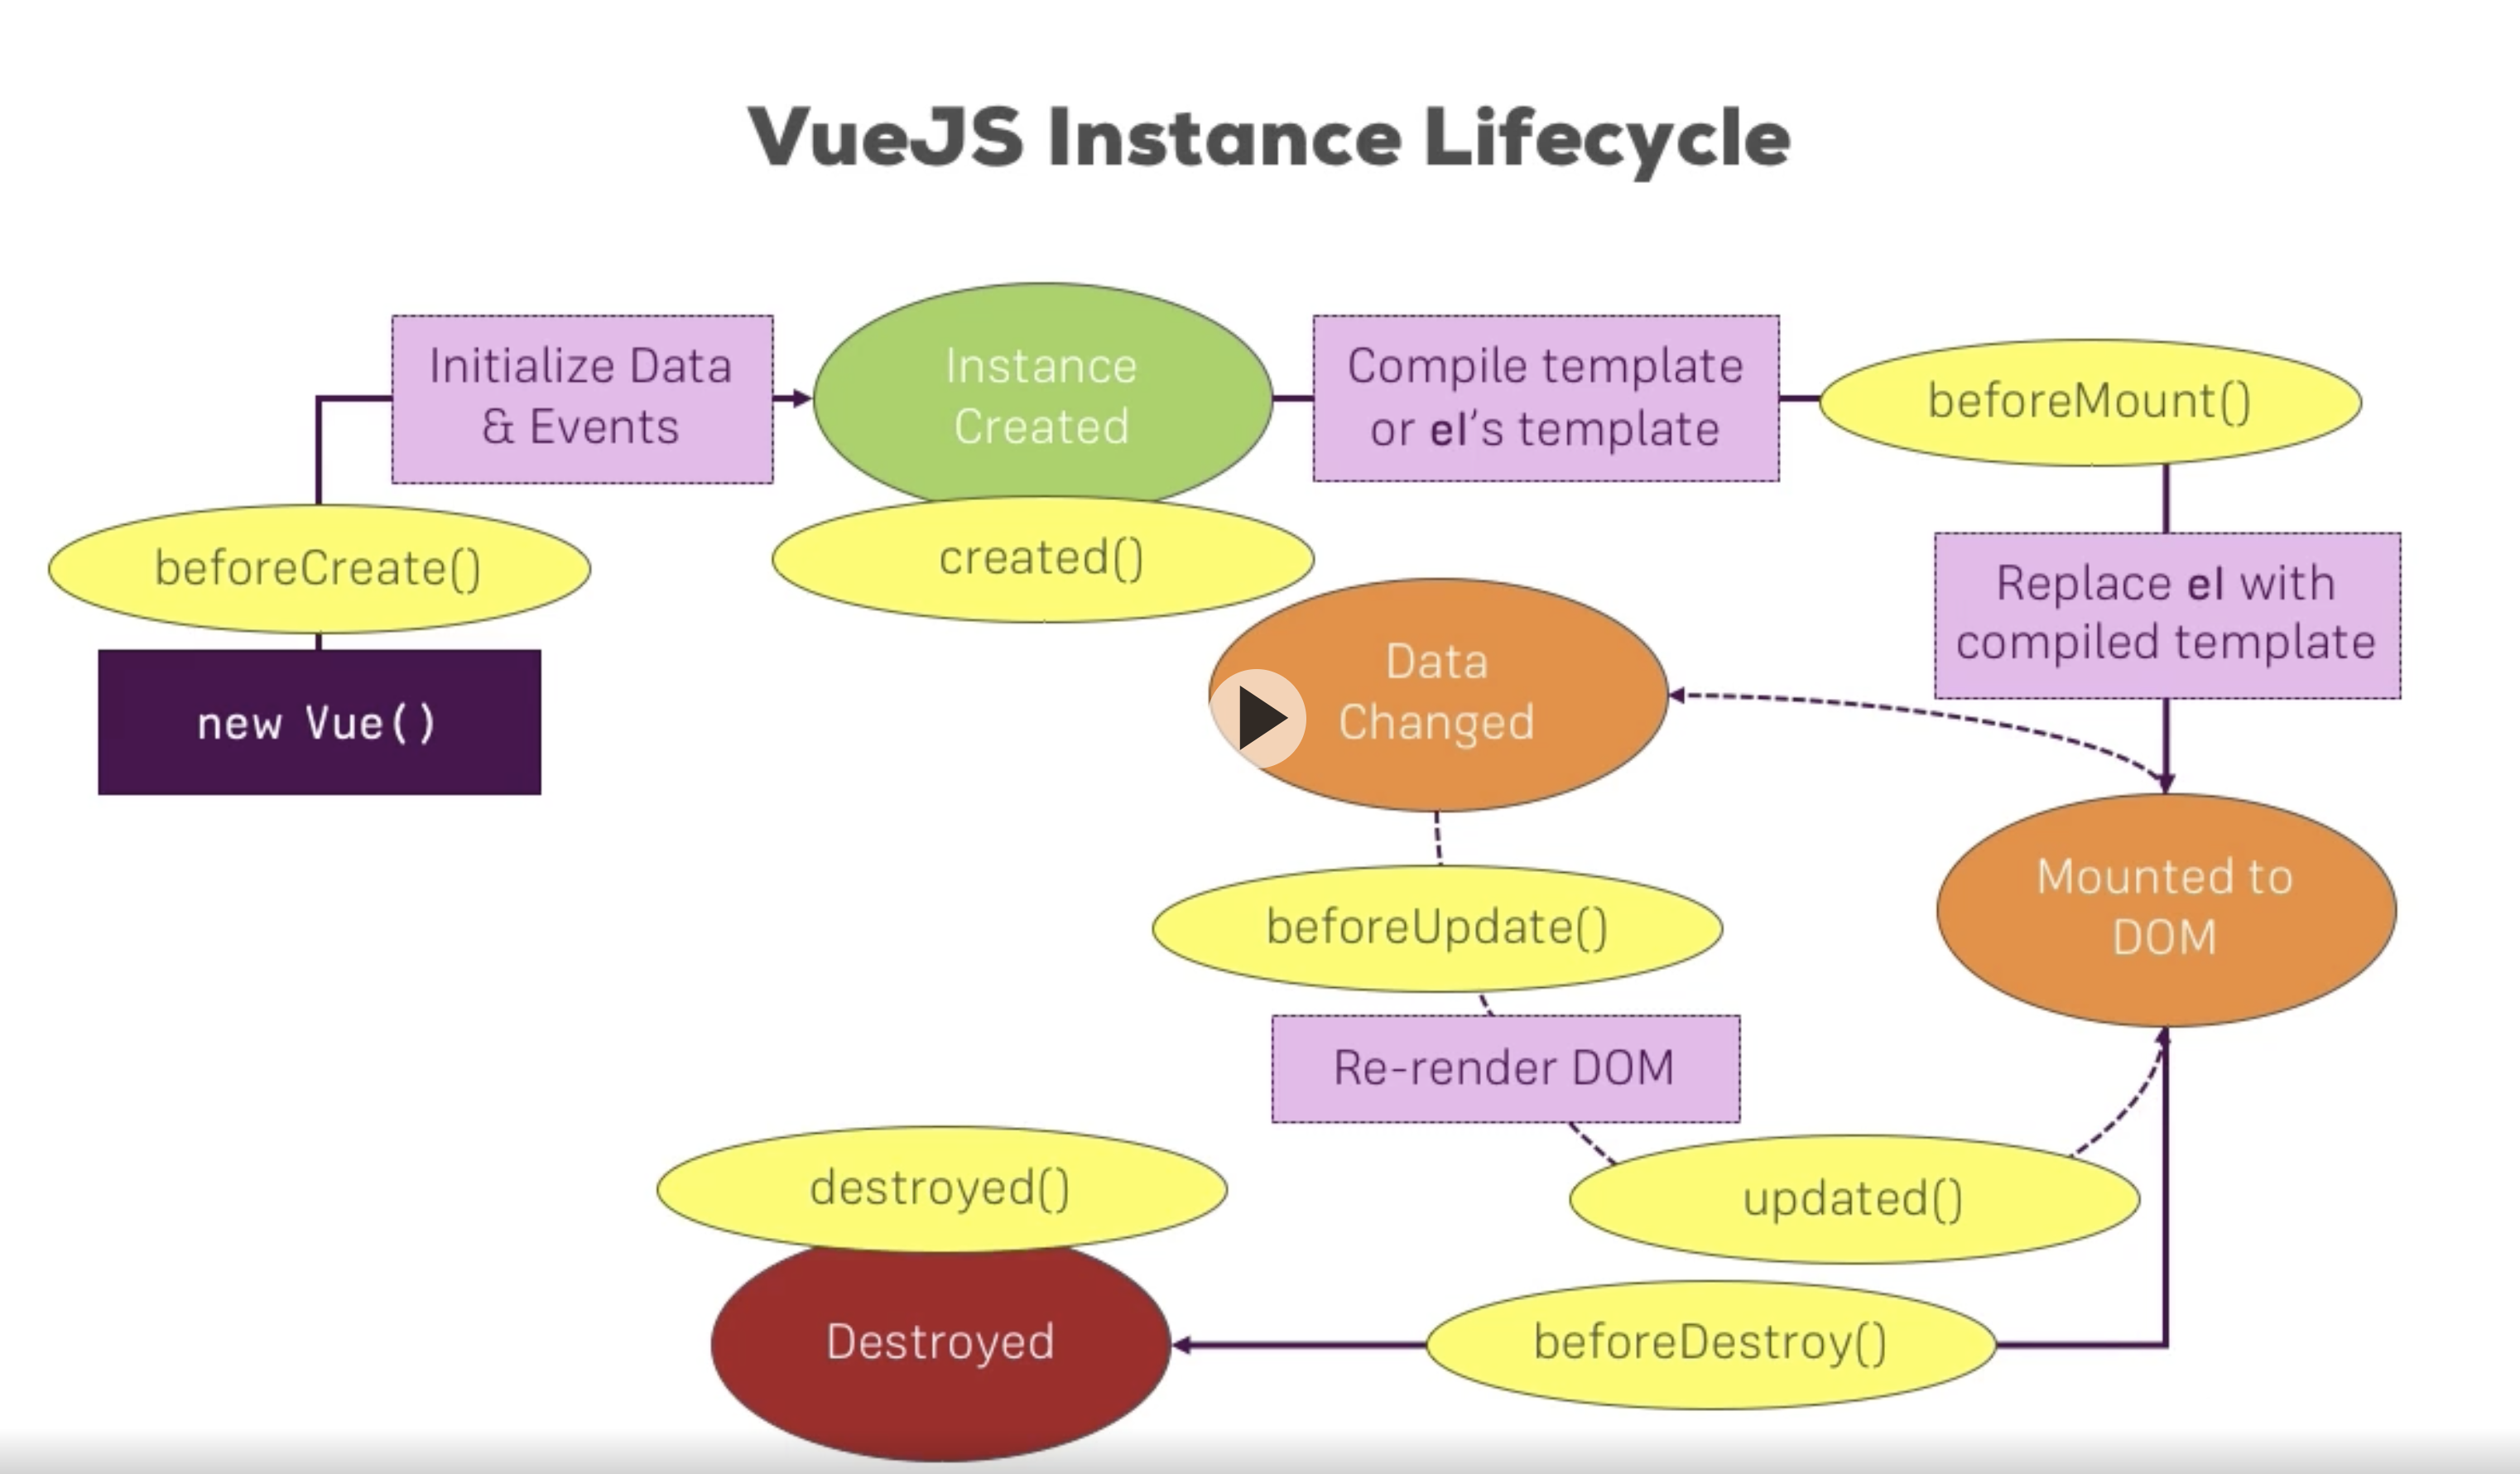 VueJS Instance Lifecycle
Initialize Data
& Events
Instance
Created
Compile template
or el's template
beforeMount()
beforeCreate()
created()
new Vue()
Replace el with
compiled template
Data
Changed
Mounted to
DOM
beforeUpdate()
Re-render DOM
updated()
destroyed()
Destroyed
beforeDestroy()